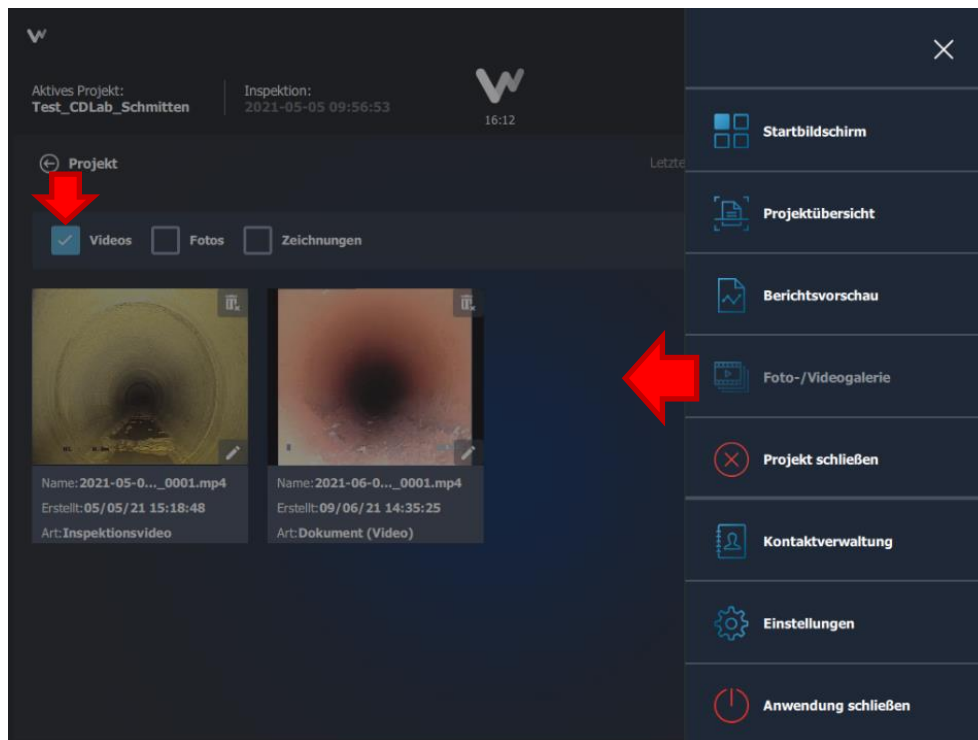 Aktives Projekt:
Test_CDLab_Schmitten
Inspektion:
2021-05-05 09:56:53
16:12
Projekt
Letzte
Videos
Fotos
Zeichnungen
Name:2021-05-0..._0001.mp4
Erstellt:05/05/21 15:18:48
Art:Inspektionsvideo
Name:2021-06-0..._0001.mp4
Erstellt:09/06/21 14:35:25
Art:Dokument (Video)
Startbildschirm
Projektübersicht
Berichtsvorschau
Foto-/Videogalerie
Projekt schließen
Kontaktverwaltung
Einstellungen
Anwendung schließen